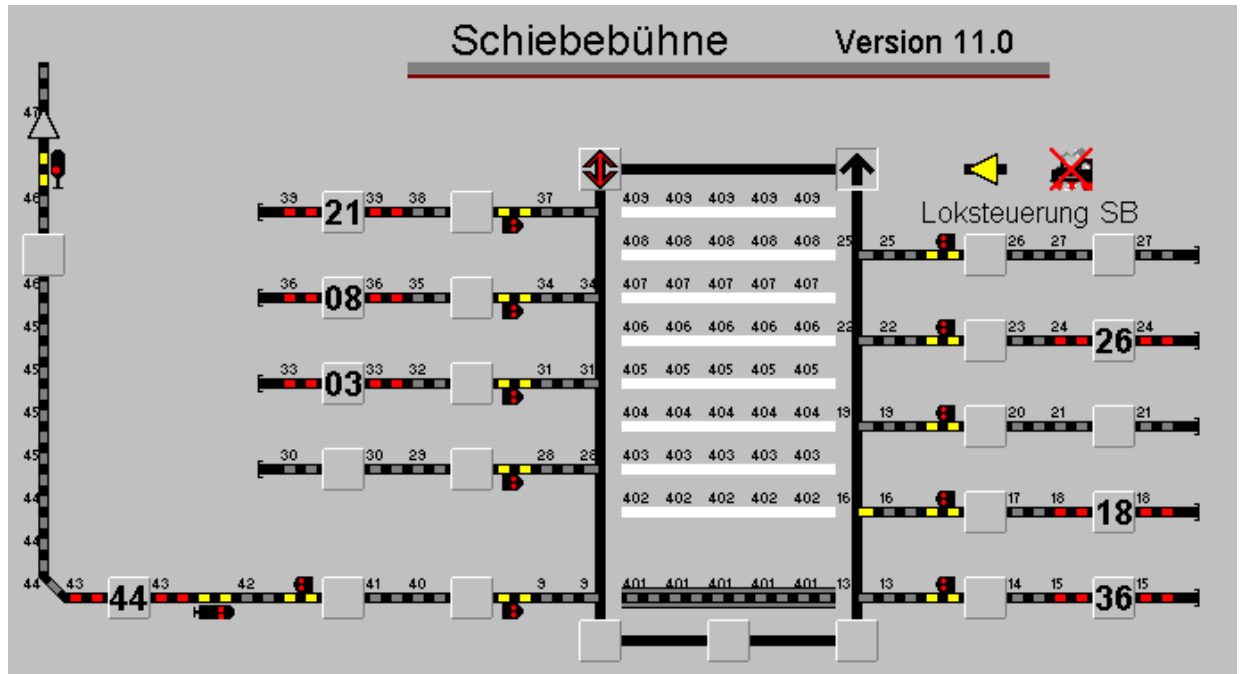 Schiebebühne Version 11.0
47
46
39 21 39 38 37 409 409 409 409 409
Loksteuerung SB
408 408 408 408 408 25 25 26 27 27
46 36 08 36 35 34 34 407 407 407 407 407
45 406 406 406 406 406 22 22 23 24 26 24
45 33 03 33 32 31 31 405 405 405 405 405
45 404 404 404 404 404 19 19 20 21 21
45 30 30 29 28 28 403 403 403 403 403
44 402 402 402 402 402 16 16 17 18 18 18
44
44 43 44 43 42 41 40 9 9 401 401 401 401 401 13 13 14 15 36 15